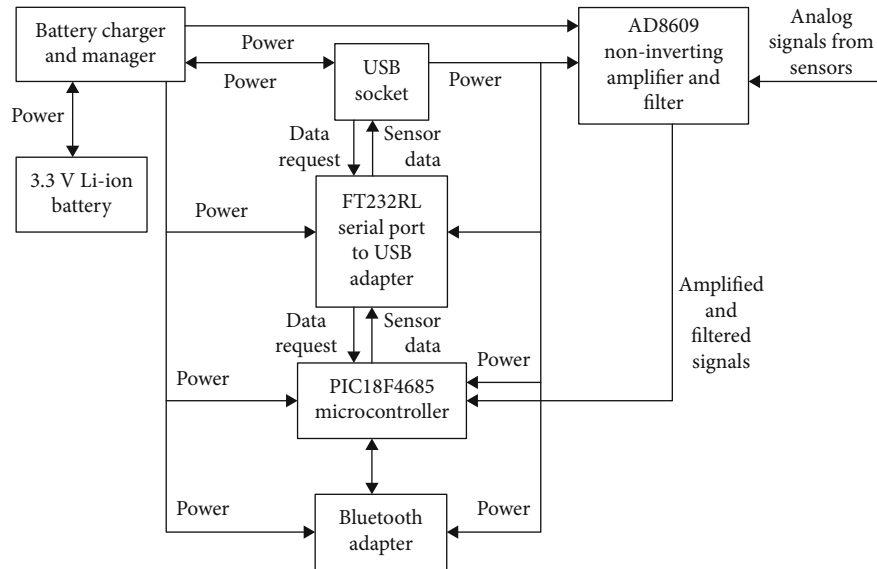 Battery charger
and manager
Power
Power
USB
socket
Power
AD8609
non-inverting
amplifier and
filter
Analog
signals from
sensors
Power
3.3 V Li-ion
battery
Data
request
Sensor
data
Power
FT232RL
serial port
to USB
adapter
Amplified
and
filtered
signals
Data
request
Sensor
data
Power
PIC18F4685
microcontroller
Power
Power
Bluetooth
adapter
Power